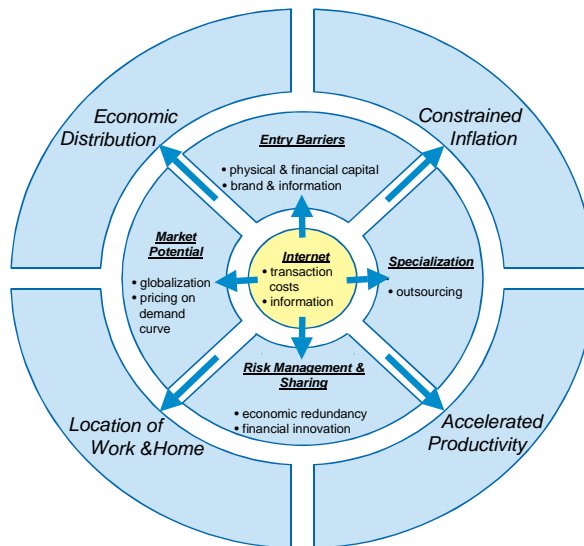 Economic
Distribution
Constrained
Inflation
Entry Barriers
• physical & financial capital
• brand & information
Market
Potential
• globalization
• pricing on
demand
curve
Internet
• transaction
costs
• information
Specialization
• outsourcing
Risk Management &
Sharing
• economic redundancy
• financial innovation
Location of
Work &Home
Accelerated
Productivity